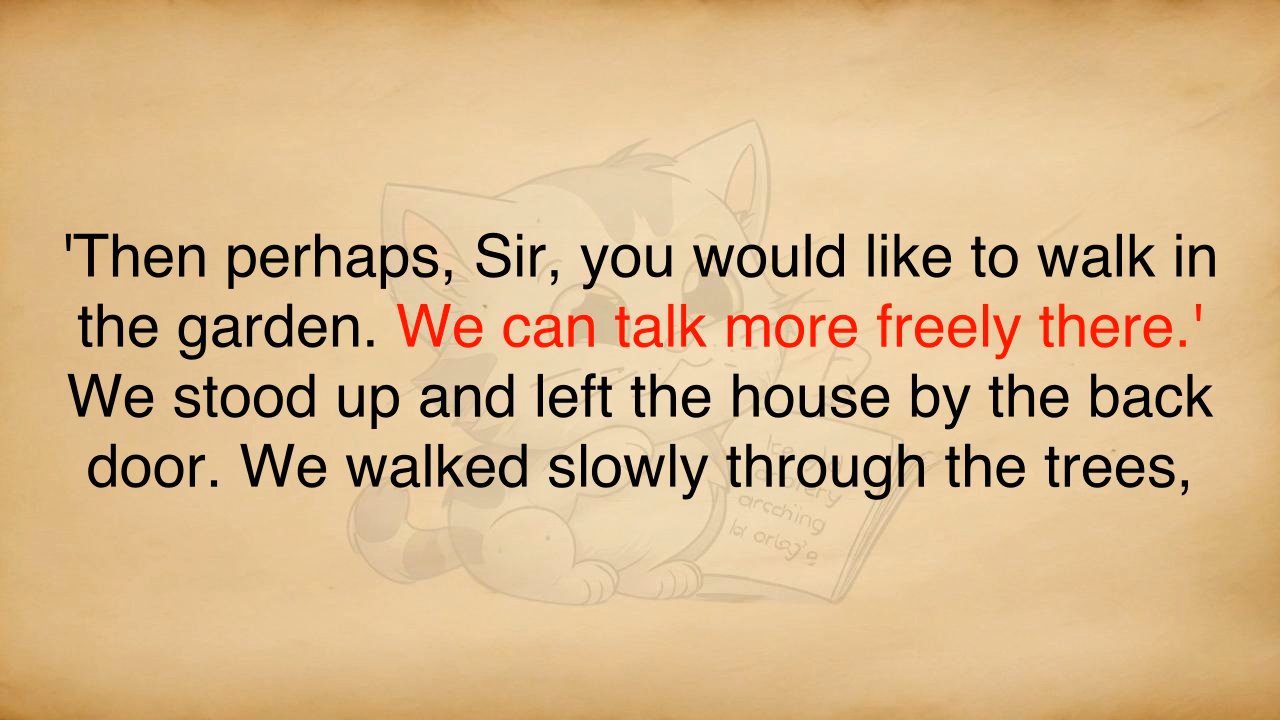 'Then perhaps, Sir, you would like to walk in
the garden. We can talk more freely there.'
We stood up and left the house by the back
door. We walked slowly through the trees,